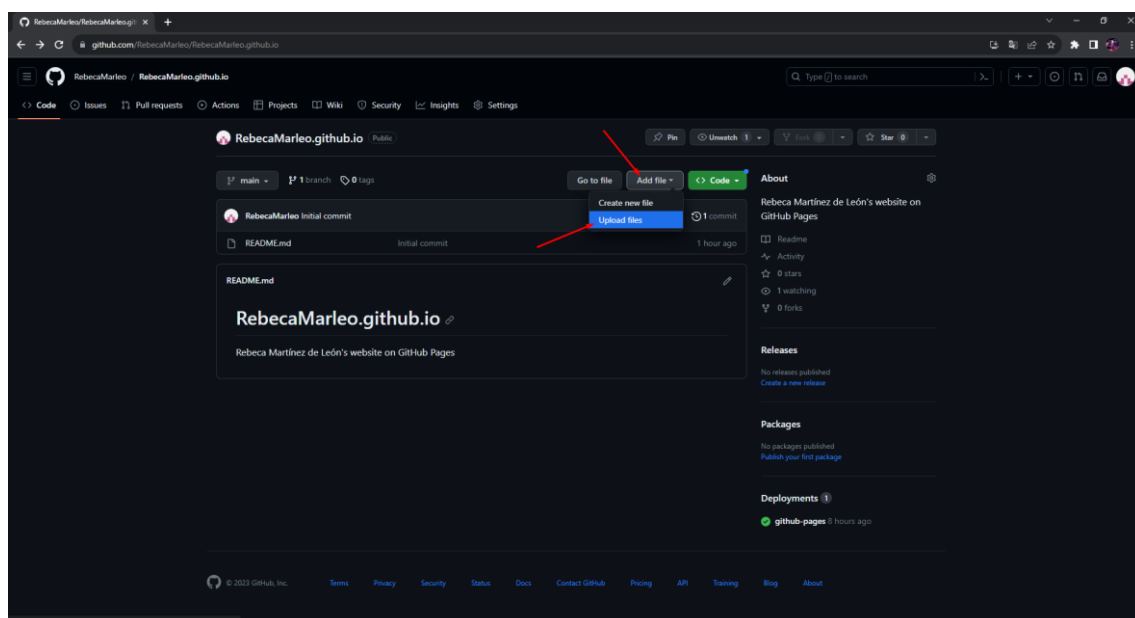 RebecaMarleo/RebecaMarleo.git
github.com/RebecaMarleo/RebecaMarleo.github.io
RebecaMarleo / RebecaMarleo.github.io
Type / to search
Code Issues Pull requests Actions Projects Wiki Security Insights Settings
RebecaMarleo.github.io Public
Pin Unwatch 1 Fork Star 0
main 1 branch 0 tags
Go to file Add file Code
Create new file
Upload files
RebecaMarleo Initial commit 1 commit
README.md Initial commit 1 hour ago
README.md
RebecaMarleo.github.io
Rebeca Martínez de León's website on GitHub Pages
About
Rebeca Martínez de León's website on
GitHub Pages
Readme
Activity
0 stars
1 watching
0 forks
Releases
No releases published
Create a new release
Packages
No packages published
Publish your first package
Deployments 1
github-pages 8 hours ago
© 2023 GitHub, Inc. Terms Privacy Security Status Docs Contact GitHub Pricing API Training Blog About